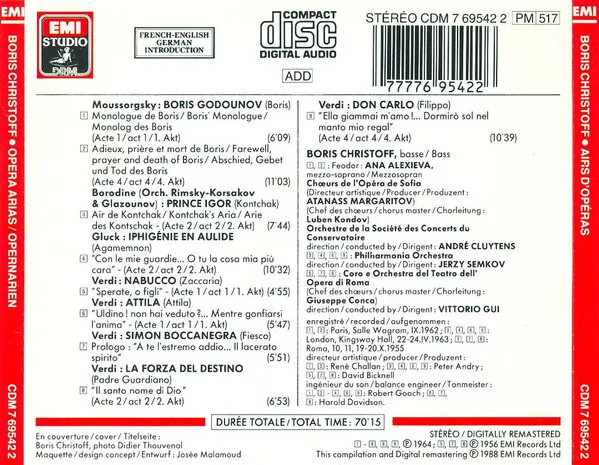 EMI
BORIS CHRISTOFF ● OPERA ARIAS/OPERNARIEN
CDM 7 69542 2
EMI
STUDIO
DRM
FRENCH-ENGLISH
GERMAN
INTRODUCTION
COMPACT
disc
DIGITAL AUDIO
ADD
STÉRÉO CDM 7 69542 2
PM 517
77776 95422
Moussorgsky: BORIS GODOUNOV (Boris)
1 Monologue de Boris/Boris' Monologue/
Monolog des Boris
(Acte 1/act 1/1. Akt) (6'09)
2 Adieux, prière et mort de Boris/Farewell,
prayer and death of Boris/Abschied, Gebet
und Tod des Boris
(Acte 4/act 4/4. Akt) (11'03)
Borodine (Orch. Rimsky-Korsakov
& Glazounov) : PRINCE IGOR (Kontchak)
3 Air de Kontchak/Kontchak's Aria/Arie
des Kontschak - (Acte 2/act 2/2. Akt) (7'44)
Gluck : IPHIGÉNIE EN AULIDE
(Agamemnon)
4 "Con le mie guardie... O tu la cosa mia più
cara" - (Acte 2/act 2/2. Akt) (10'32)
Verdi: NABUCCO (Zaccaria)
5 "Sperate, o figli" - (Acte 1/act 1/1. Akt) (4'55)
Verdi: ATTILA (Attila)
6 "Uldino! non hai veduto?... Mentre gonfiarsi
l'anima" - (Acte 1/act 1/1. Akt) (5'47)
Verdi: SIMON BOCCANEGRA (Fiesco)
7 Prologo : "A te l'estremo addio... Il lacerato
spirito" (5'51)
Verdi : LA FORZA DEL DESTINO
(Padre Guardiano)
8 "Il santo nome di Dio"
(Acte 2/act 2/2. Akt) (6'53)
Verdi : DON CARLO (Filippo)
9 "Ella giammai m'amo!... Dormirò sol nel
manto mio regal"
(Acte 4/act 4/4. Akt) (10'39)
BORIS CHRISTOFF, basse/Bass
: Feodor: ANA ALEXIEVA,
mezzo-soprano/Mezzosopran
Chœurs de l'Opéra de Sofia
(Directeur artistique/Producer/Produzent:
ATANASS MARGARITOV)
(Chef des chœurs/chorus master/Chorleitung:
Luben Kondov)
Orchestre de la Société des Concerts du
Conservatoire
direction/conducted by/Dirigent: ANDRÉ CLUYTENS
: Philharmonia Orchestra
direction/conducted by/Dirigent: JERZY SEMKOV
: Coro e Orchestra del Teatro dell'
Opera di Roma
(Chef des chœurs/chorus master/Chorleitung:
Giuseppe Conca)
direction/conducted by/Dirigent: VITTORIO GUI
enregistré/recorded/aufgenommen:
: Paris, Salle Wagram, IX.1962;
: London, Kingsway Hall, 22-24.IV.1963;
: Roma, 10, 11, 19-20.X.1955
directeur artistique/producer/Produzent:
: René Challan; : Peter Andry;
: David Bicknell
ingénieur du son/balance engineer/Tonmeister:
: Robert Gooch;
: Harold Davidson.
DURÉE TOTALE/TOTAL TIME: 70'15
En couverture/cover/Titelseite:
Boris Christoff, photo Didier Thouvenal
Maquette/design concept/Entwurf: Josée Malamoud
STÉRÉO/DIGITALLY REMASTERED
℗ 1964; ℗ 1956 EMI Records Ltd
This compilation and Digital remastering ℗ 1988 EMI Records Ltd
EMI
BORIS CHRISTOFF ● AIRS D'OPÉRAS
CDM 7 69542 2